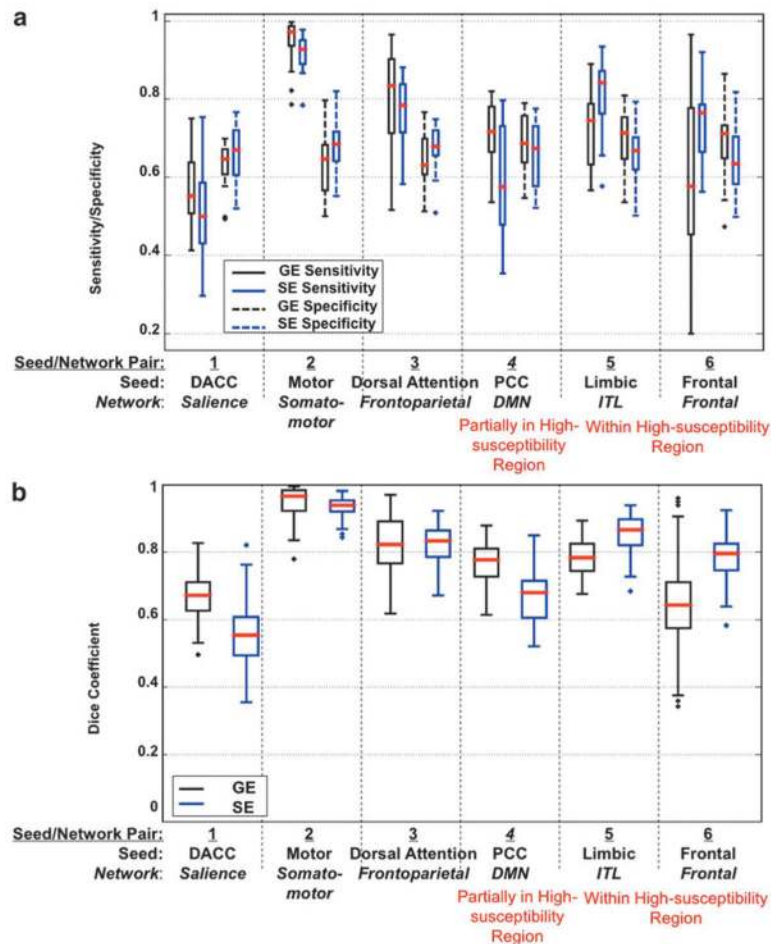 a
Sensitivity/Specificity
1
0.8
0.6
0.4
0.2
GE Sensitivity
SE Sensitivity
GE Specificity
SE Specificity
Seed/Network Pair: 1 2 3 4 5 6
Seed: DACC Motor Dorsal Attention PCC Limbic Frontal
Network: Salience Somato- Frontoparietal DMN ITL Frontal
motor
Partially in High- Within High-susceptibility
susceptibility Region
Region
b
Dice Coefficient
1
0.8
0.6
0.4
0.2
0
GE
SE
Seed/Network Pair: 1 2 3 4 5 6
Seed: DACC Motor Dorsal Attention PCC Limbic Frontal
Network: Salience Somato- Frontoparietal DMN ITL Frontal
motor
Partially in High- Within High-susceptibility
susceptibility Region
Region